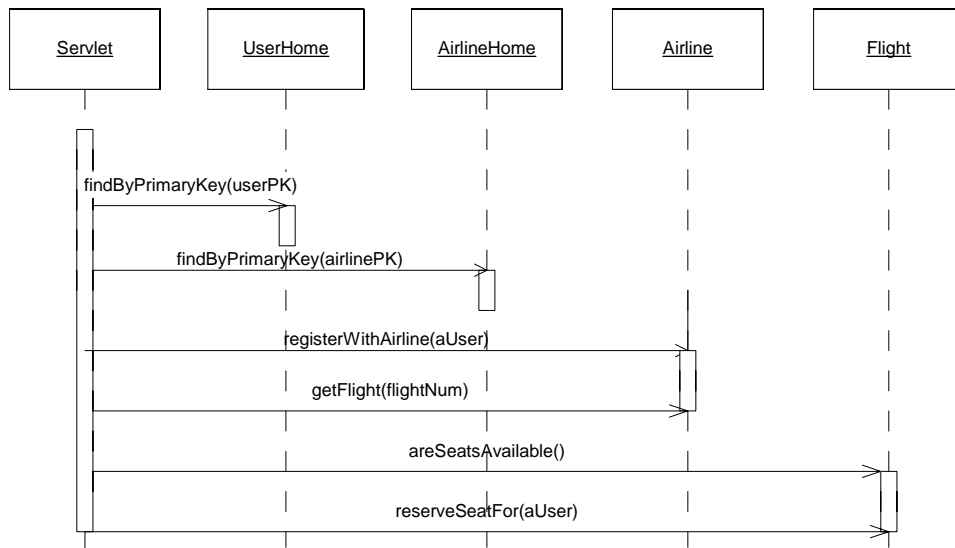 Servlet
UserHome
AirlineHome
Airline
Flight
findByPrimaryKey(userPK)
findByPrimaryKey(airlinePK)
registerWithAirline(aUser)
getFlight(flightNum)
areSeatsAvailable()
reserveSeatFor(aUser)